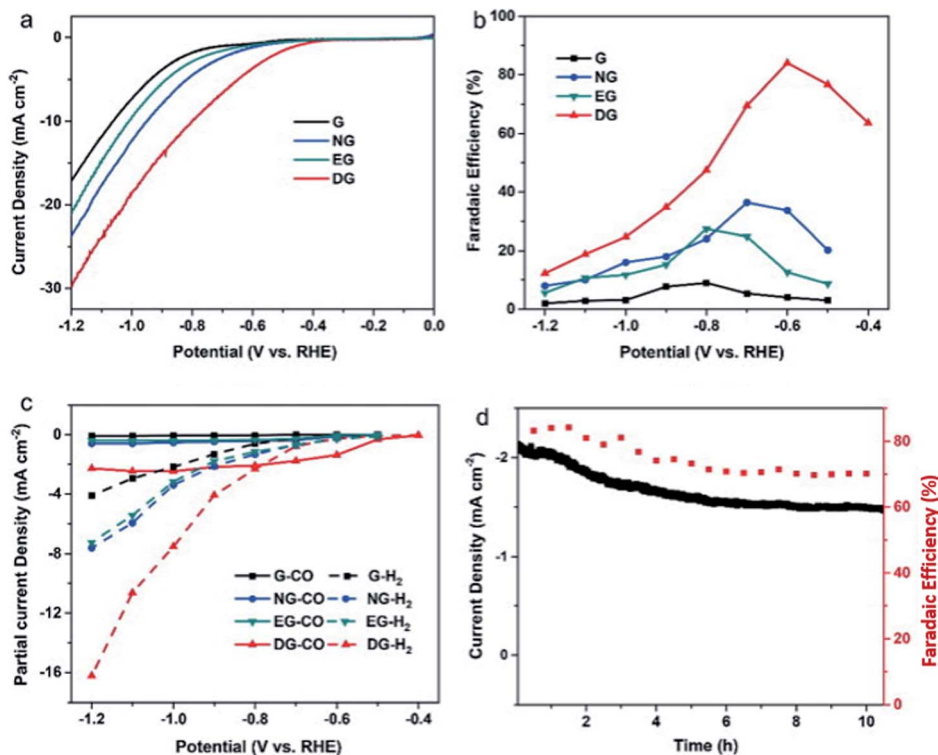 a
0
-10
-20
-30
Current Density (mA cm-2)
G
NG
EG
DG
-1.2 -1.0 -0.8 -0.6 -0.4 -0.2 0.0
Potential (V vs. RHE)
b
100
80
60
40
20
0
Faradaic Efficiency (%)
G
NG
EG
DG
-1.2 -1.0 -0.8 -0.6 -0.4
Potential (V vs. RHE)
c
0
-4
-8
-12
-16
Partial current Density (mA cm-2)
G-CO G-H2
NG-CO NG-H2
EG-CO EG-H2
DG-CO DG-H2
-1.2 -1.0 -0.8 -0.6 -0.4
Potential (V vs. RHE)
d
-2
-1
0
Current Density (mA cm-2)
80
60
40
20
0
80
60
40
20
0
Faradaic Efficiency (%)
2 4 6 8 10
Time (h)